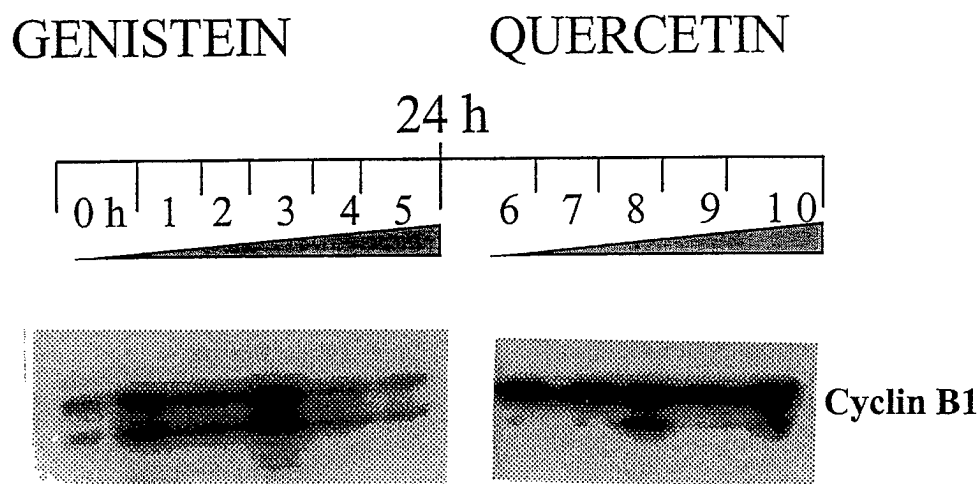 GENISTEIN QUERCETIN
24 h
0 h 1 2 3 4 5 6 7 8 9 10
Cyclin B1